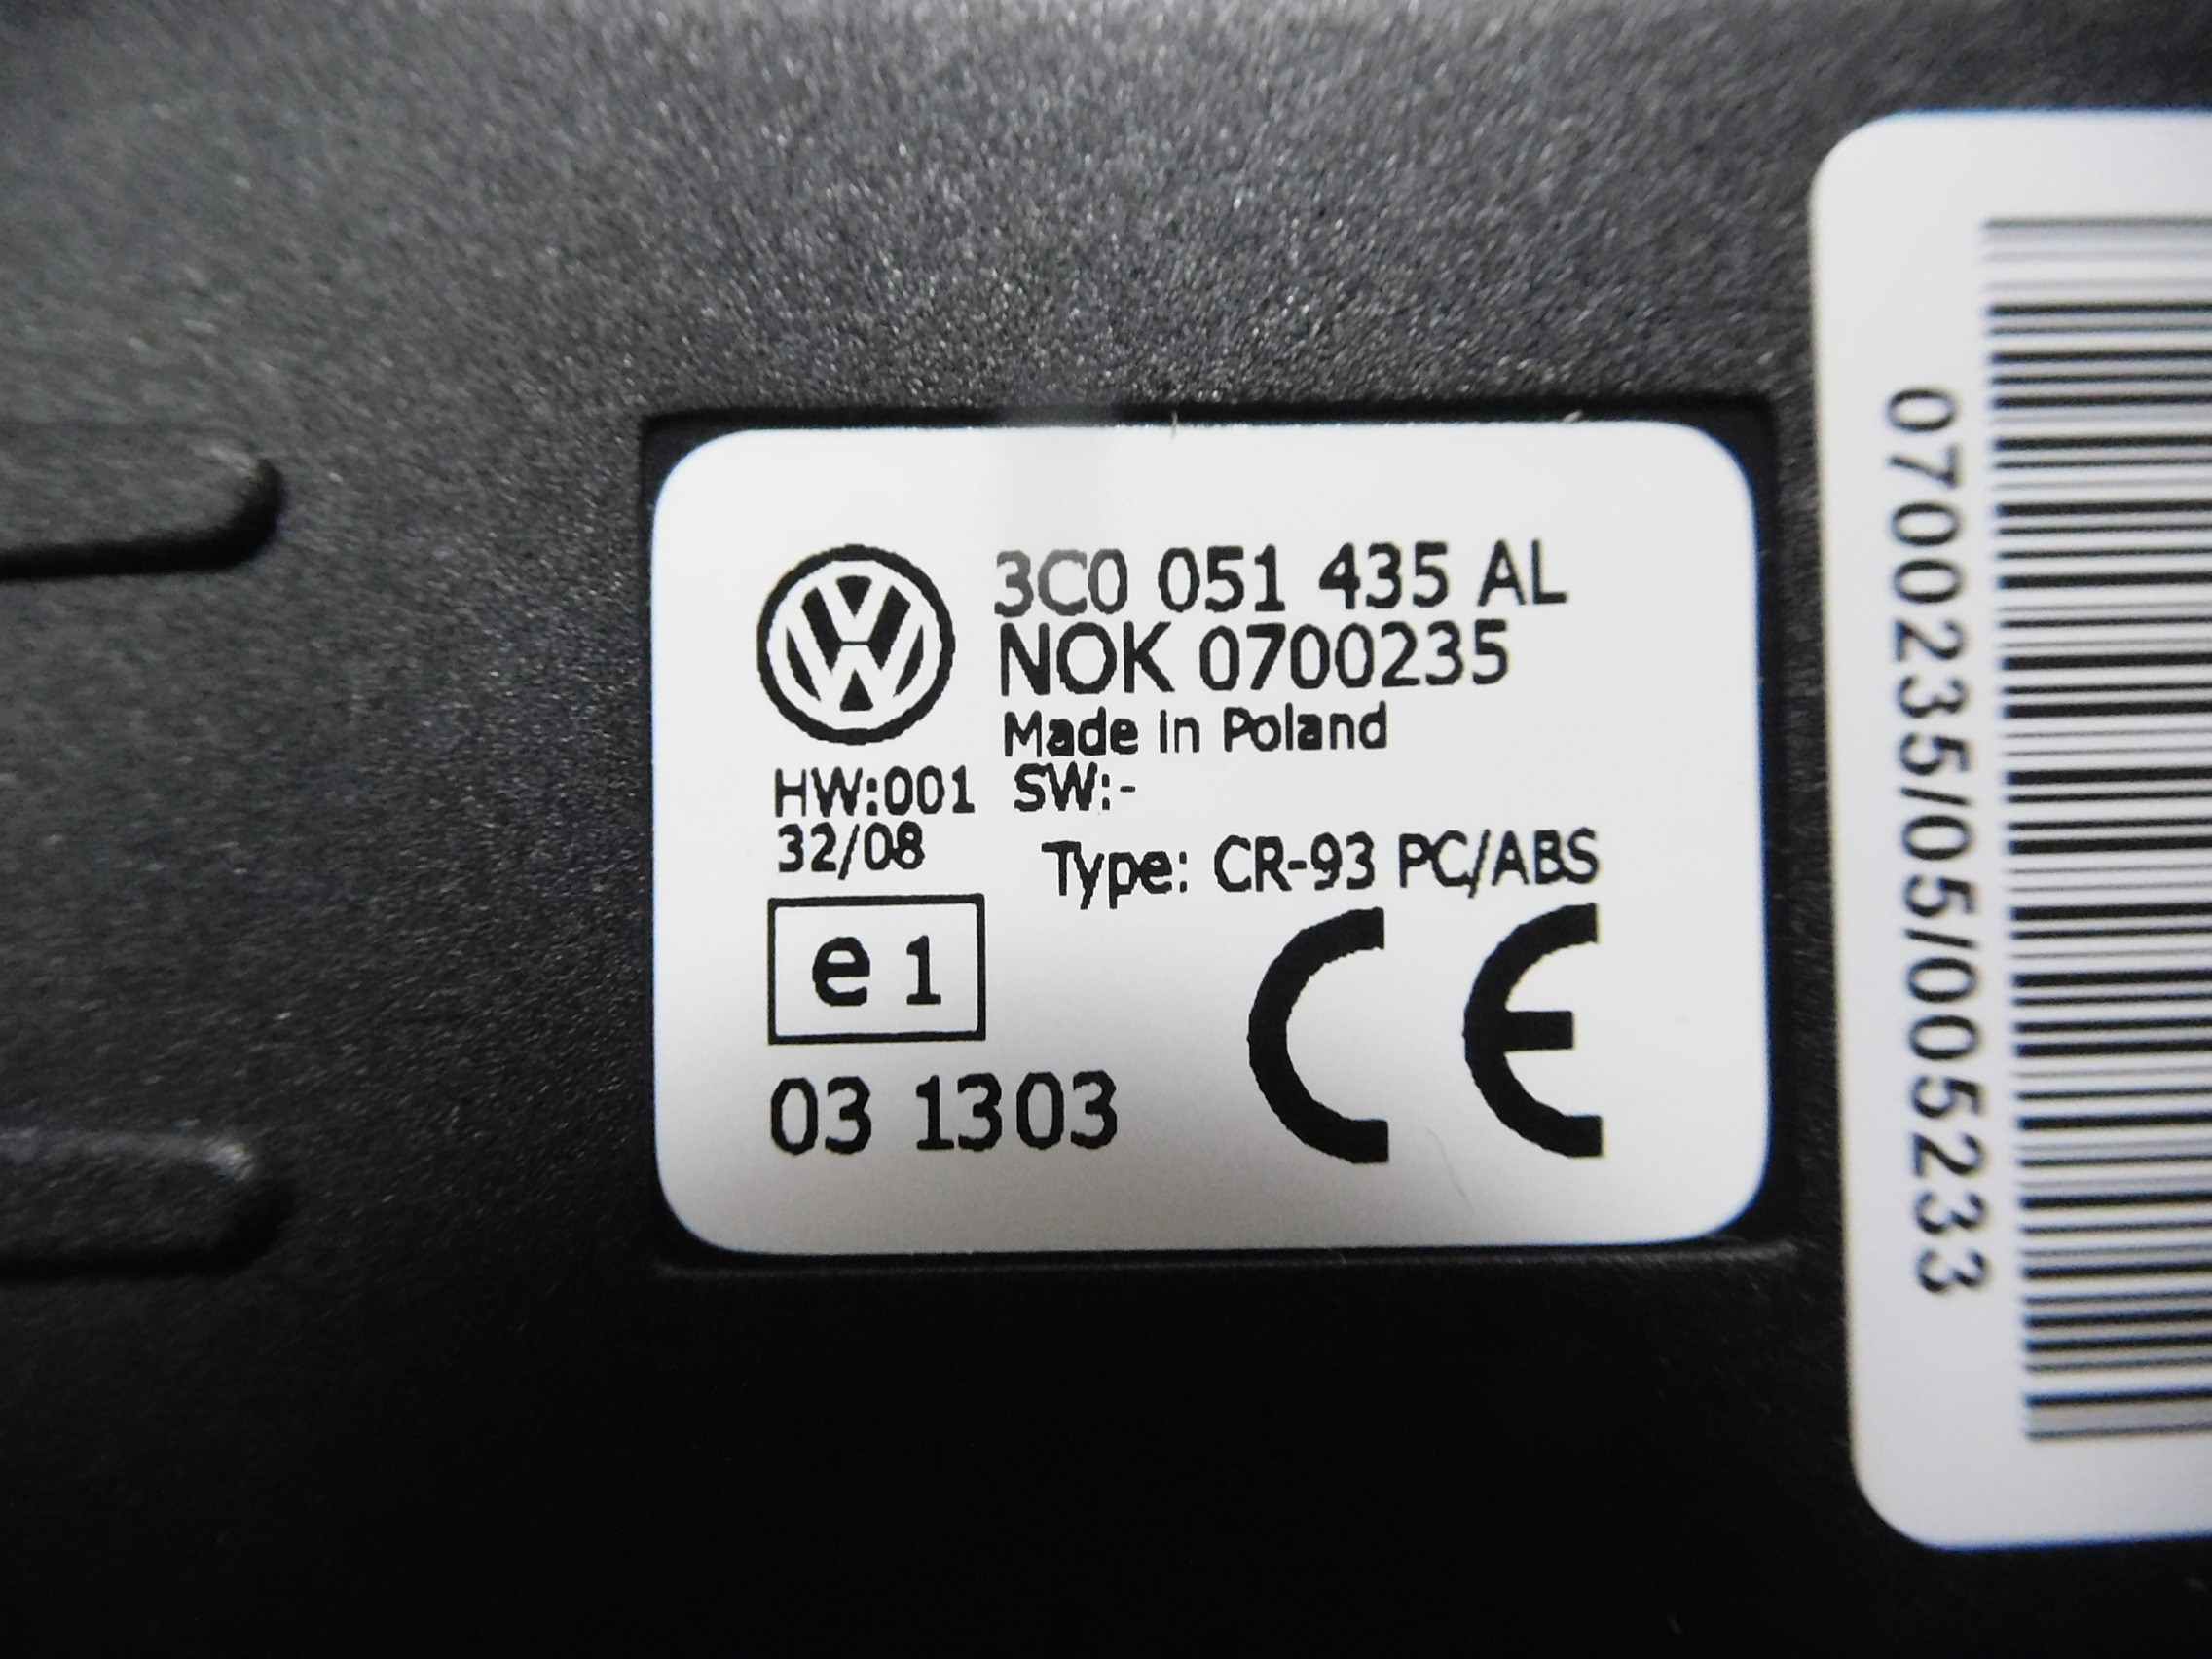 3C0 051 435 AL
NOK 0700235
Made in Poland
HW:001 SW:-
32/08
Type: CR-93 PC/ABS
e1
03 1303
CE
0700235/05/005233